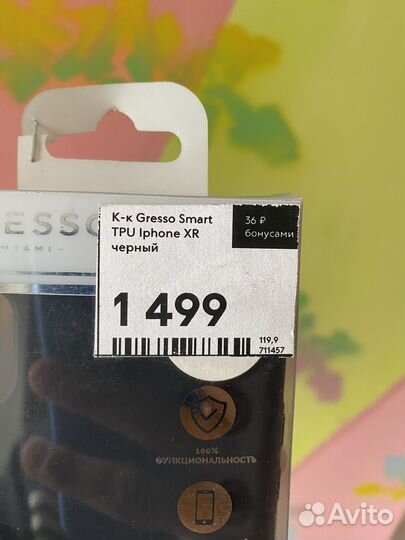 К-к Gresso Smart
TPU Iphone XR
черный
36 ₽
бонусами
ESSO
MIAMI
1 499
119,9
711457
100%
ФУНКЦИОНАЛЬНОСТЬ
Avito